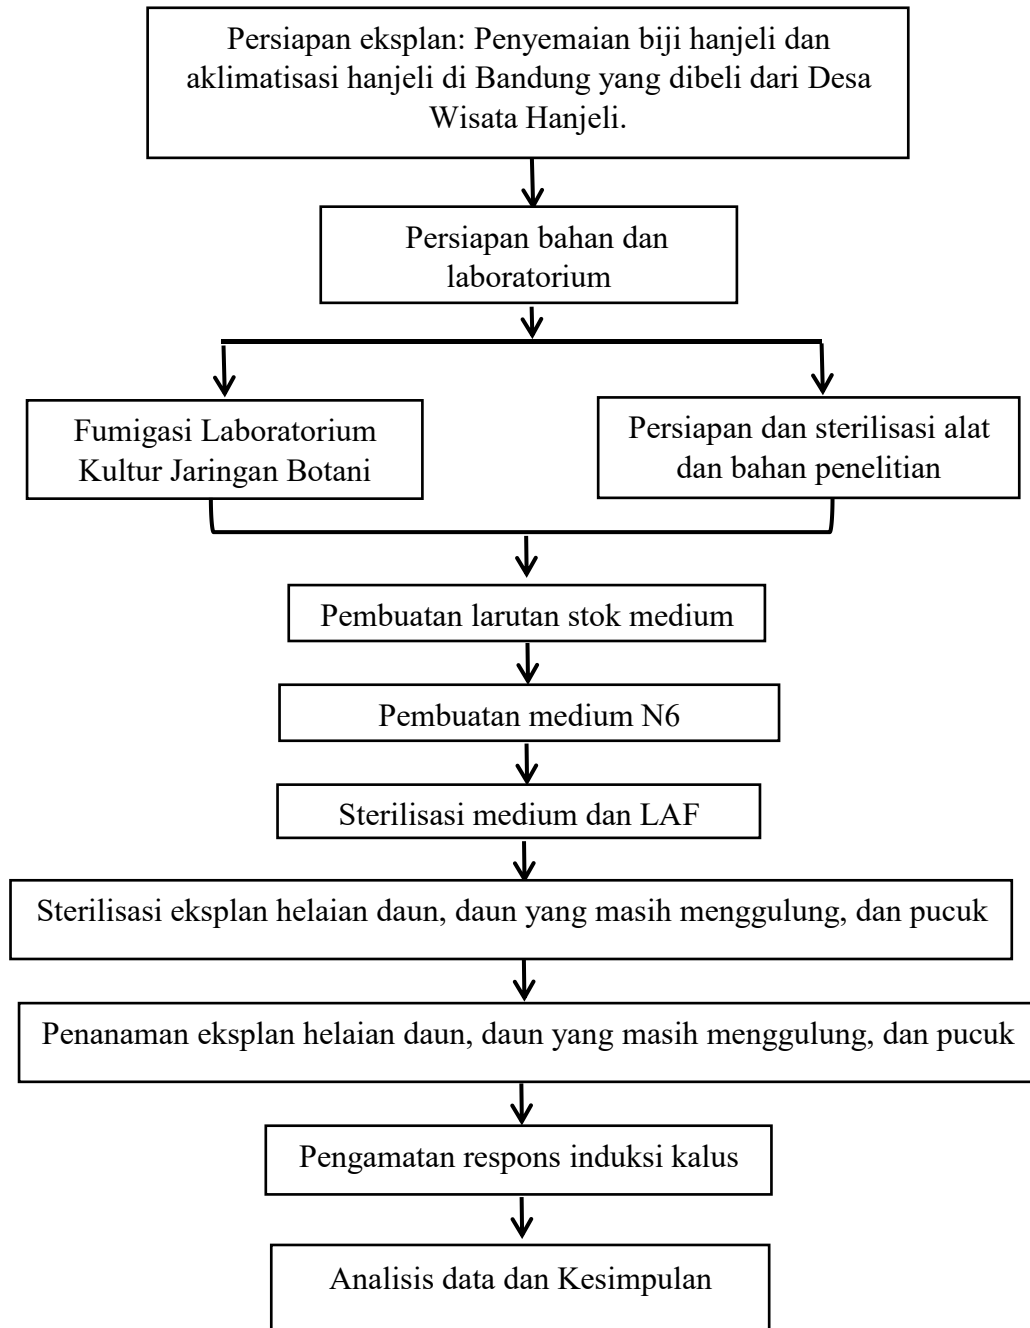 Persiapan eksplan: Penyemaian biji hanjeli dan
aklimatisasi hanjeli di Bandung yang dibeli dari Desa
Wisata Hanjeli.
Persiapan bahan dan
laboratorium
Fumigasi Laboratorium
Kultur Jaringan Botani
Persiapan dan sterilisasi alat
dan bahan penelitian
Pembuatan larutan stok medium
Pembuatan medium N6
Sterilisasi medium dan LAF
Sterilisasi eksplan helaian daun, daun yang masih menggulung, dan pucuk
Penanaman eksplan helaian daun, daun yang masih menggulung, dan pucuk
Pengamatan respons induksi kalus
Analisis data dan Kesimpulan